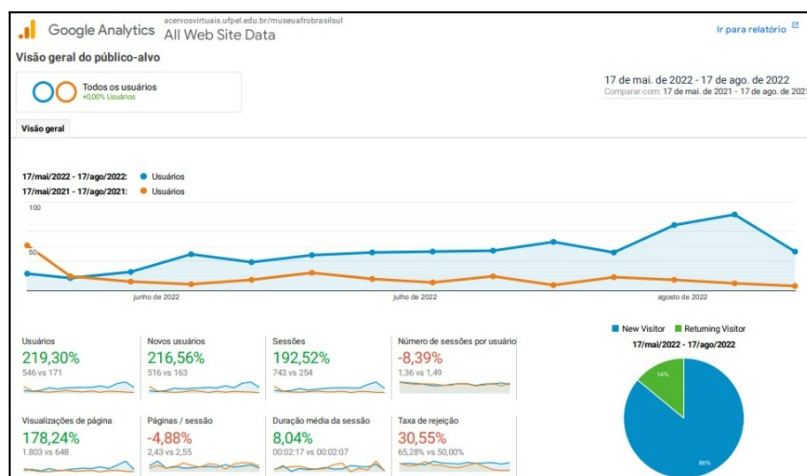 Google Analytics
acervosvirtuais.ufpel.edu.br/museuafrobrasilsul
All Web Site Data
Ir para relatório
Visão geral do público-alvo
Todos os usuários
+0,00% Usuários
17 de mai. de 2022 - 17 de ago. de 2022
Comparar com: 17 de mai. de 2021 - 17 de ago. de 2021
Visão geral
17/mai/2022 - 17/ago/2022: Usuários
17/mai/2021 - 17/ago/2021: Usuários
100
50
junho de 2022 julho de 2022 agosto de 2022
Usuários
219,30%
546 vs 171
Novos usuários
216,56%
516 vs 163
Sessões
192,52%
743 vs 254
Número de sessões por usuário
-8,39%
1,36 vs 1,49
Visualizações de página
178,24%
1.803 vs 648
Páginas / sessão
-4,88%
2,43 vs 2,55
Duração média da sessão
8,04%
00:02:17 vs 00:02:07
Taxa de rejeição
30,55%
65,28% vs 50,00%
New Visitor Returning Visitor
17/mai/2022 - 17/ago/2022
14%
86%